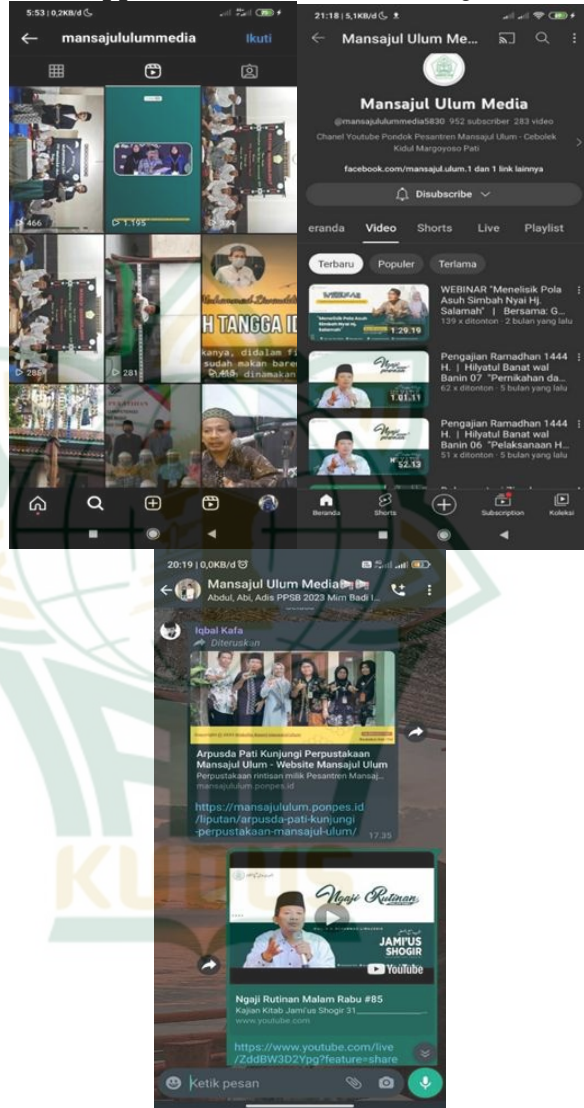 5:53 | 0,2KB/d
mansajululummedia
Ikuti
466
1.195
286
281
H TANGGA
kanya, didalam fi
sudah makan bare
dinamakan
21:18 | 5,1KB/d
Mansajul Ulum Me...
Mansajul Ulum Media
@mansajululummedia5830 952 subscriber 283 video
Chanel Youtube Pondok Pesantren Mansajul Ulum - Cebolek
Kidul Margoyoso Pati
facebook.com/mansajul.ulum.1 dan 1 link lainnya
Disubscribe
eranda Video Shorts Live Playlist
Terbaru Populer Terlama
WEBINAR
1.29.19
WEBINAR "Menelisik Pola
Asuh Simbah Nyai Hj.
Salamah" | Bersama: G...
139 x ditonton · 2 bulan yang lalu
Ngaji
1.01.11
Pengajian Ramadhan 1444
H. | Hilyatul Banat wal
Banin 07 "Pernikahan da...
62 x ditonton · 5 bulan yang lalu
Ngaji
52.13
Pengajian Ramadhan 1444
H. | Hilyatul Banat wal
Banin 06 "Pelaksanaan H...
51 x ditonton · 5 bulan yang lalu
Beranda Shorts Subscription Koleksi
20:19 | 0,0KB/d
Mansajul Ulum Media
Abdul, Abi, Adis PPSB 2023 Mim Badi I...
Iqbal Kafa
Diteruskan
Arpusda Pati Kunjungi Perpustakaan
Mansajul Ulum - Website Mansajul Ulum
Perpustakaan rintisan milik Pesantren Mansaj...
mansajululum.ponpes.id
https://mansajululum.ponpes.id
/liputan/arpusda-pati-kunjungi
-perpustakaan-mansajul-ulum/
17.35
Ngaji Rutinan
JAMI'US
SHOGIR
YouTube
Ngaji Rutinan Malam Rabu #85
Kajian Kitab Jami'us Shogir 31
www.youtube.com
https://www.youtube.com/live
/ZddBW3D2Ypg?feature=share
Ketik pesan
KUDUS